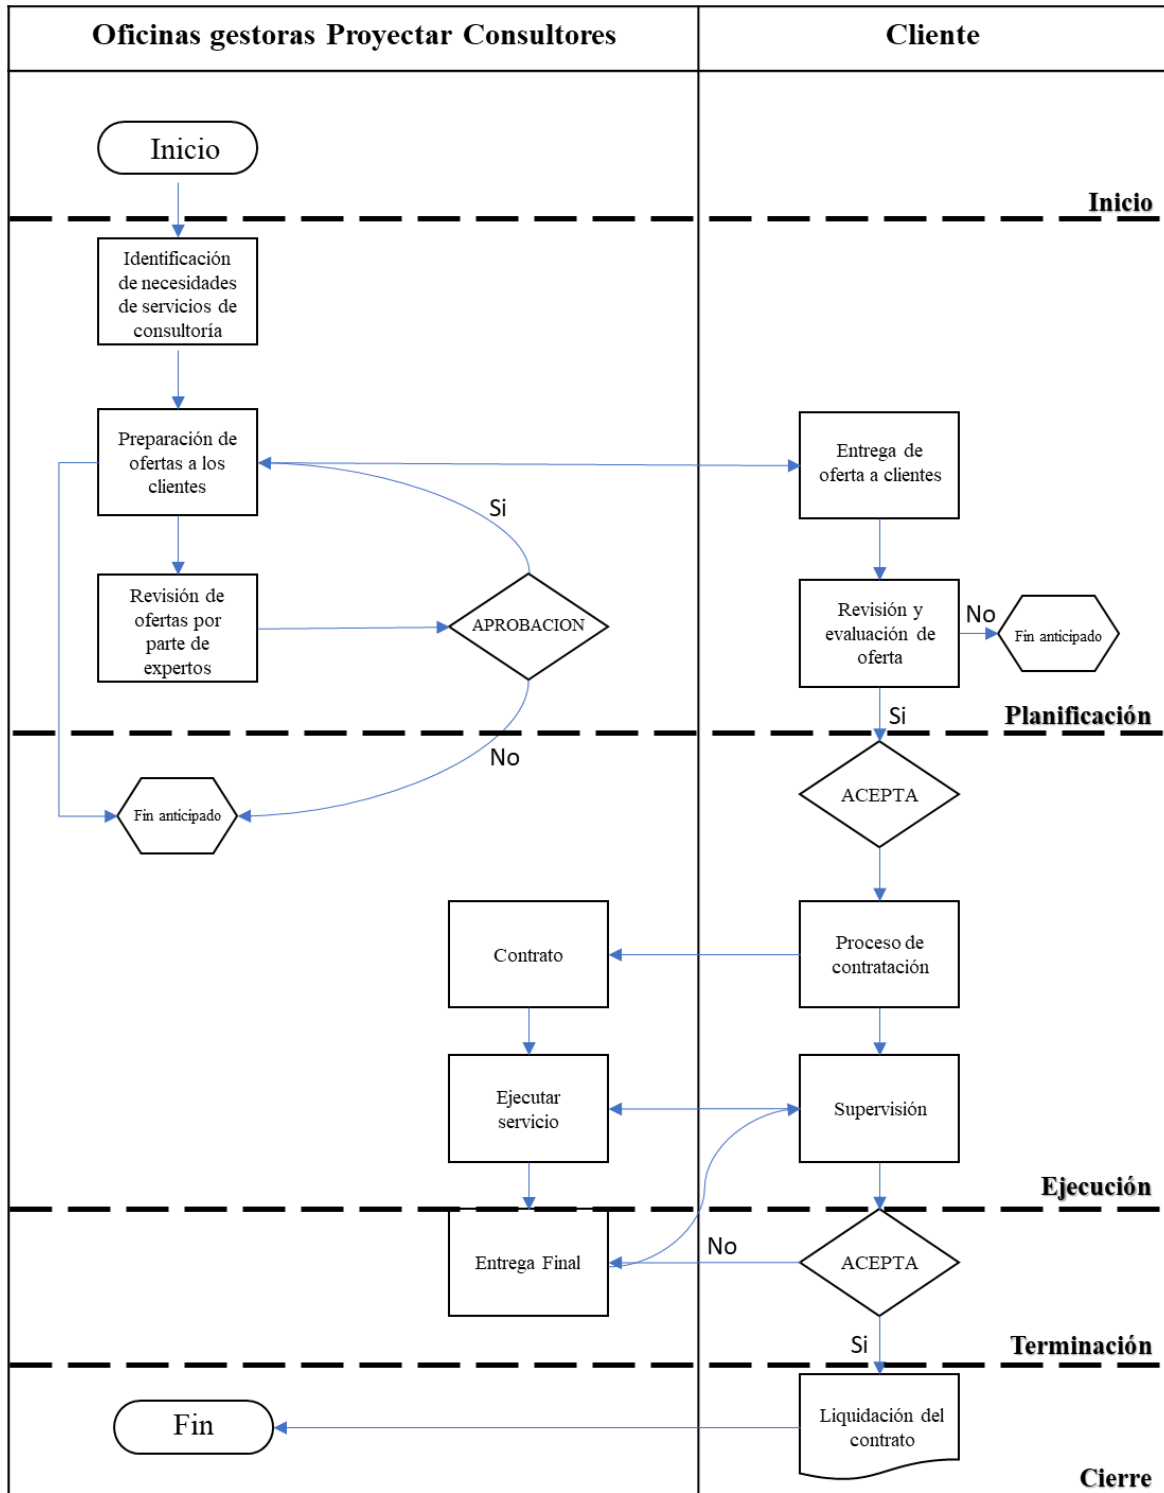 Oficinas gestoras Proyectar Consultores
Cliente
Inicio
Inicio
Identificación
de necesidades
de servicios de
consultoría
Preparación de
ofertas a los
clientes
Entrega de
oferta a clientes
Si
Revisión de
ofertas por
parte de
expertos
APROBACION
Revisión y
evaluación de
oferta
No
Fin anticipado
Si
Planificación
No
Fin anticipado
ACEPTA
Contrato
Proceso de
contratación
Ejecutar
servicio
Supervisión
Ejecución
Entrega Final
No
ACEPTA
Si
Terminación
Fin
Liquidación del
contrato
Cierre